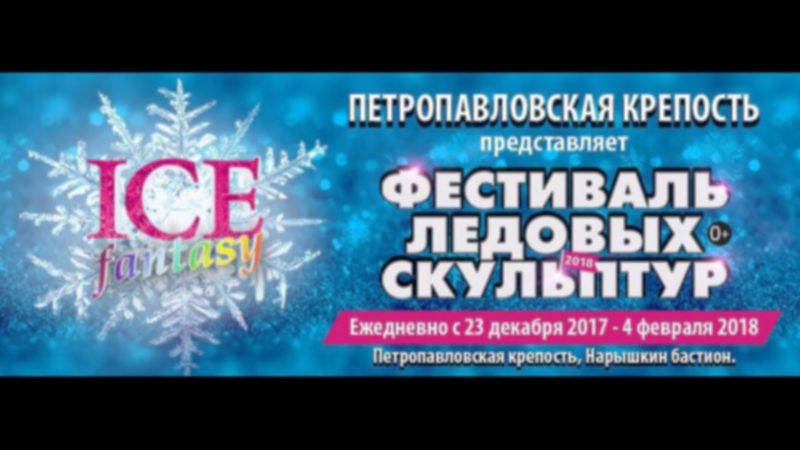 ICE
fantasy
ПЕТРОПАВЛОВСКАЯ КРЕПОСТЬ
представляет
ФЕСТИВАЛЬ
ЛЕДОВЫХ 0+
2018
СКУЛЬПТУР
Ежедневно с 23 декабря 2017 - 4 февраля 2018
Петропавловская крепость, Нарышкин бастион.